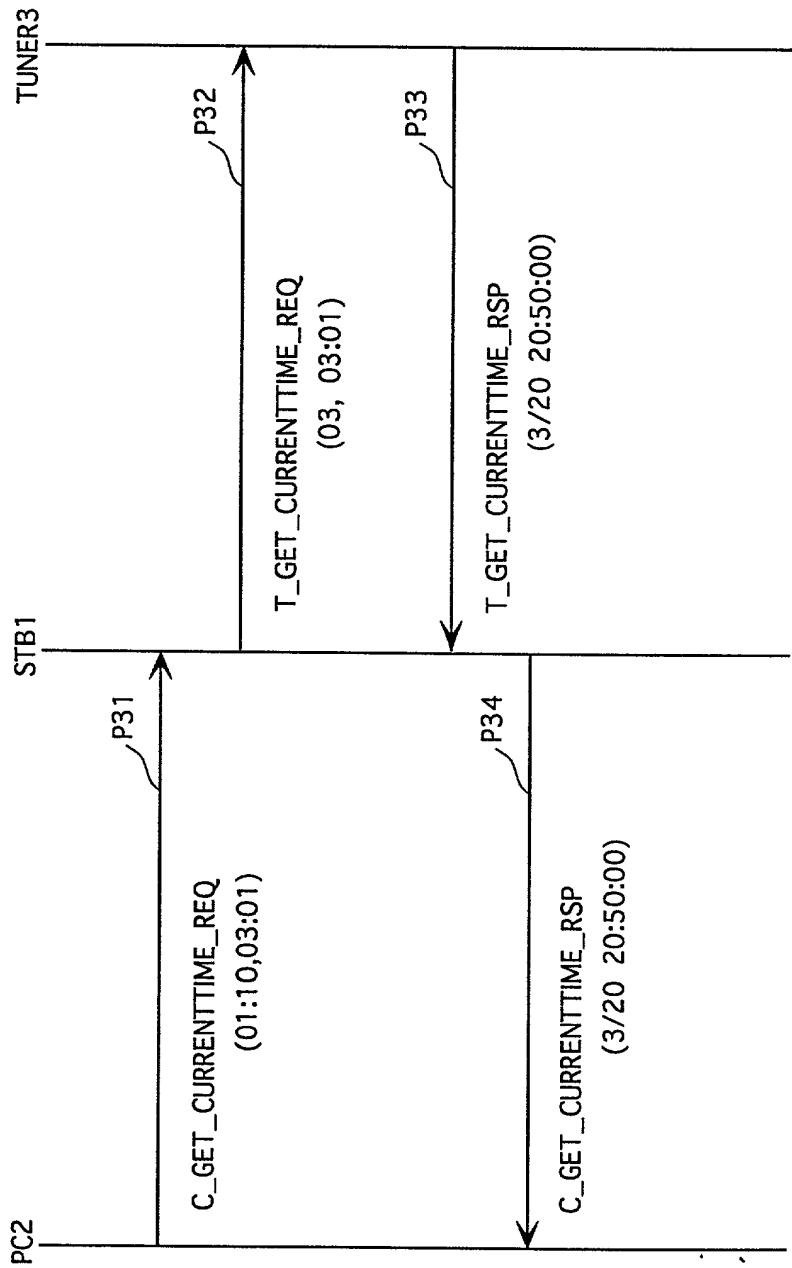 PC2
STB1
TUNER3
P31
C_GET_CURRENTTIME_REQ
(01:10,03:01)
P32
T_GET_CURRENTTIME_REQ
(03, 03:01)
P33
T_GET_CURRENTTIME_RSP
(3/20 20:50:00)
P34
C_GET_CURRENTTIME_RSP
(3/20 20:50:00)